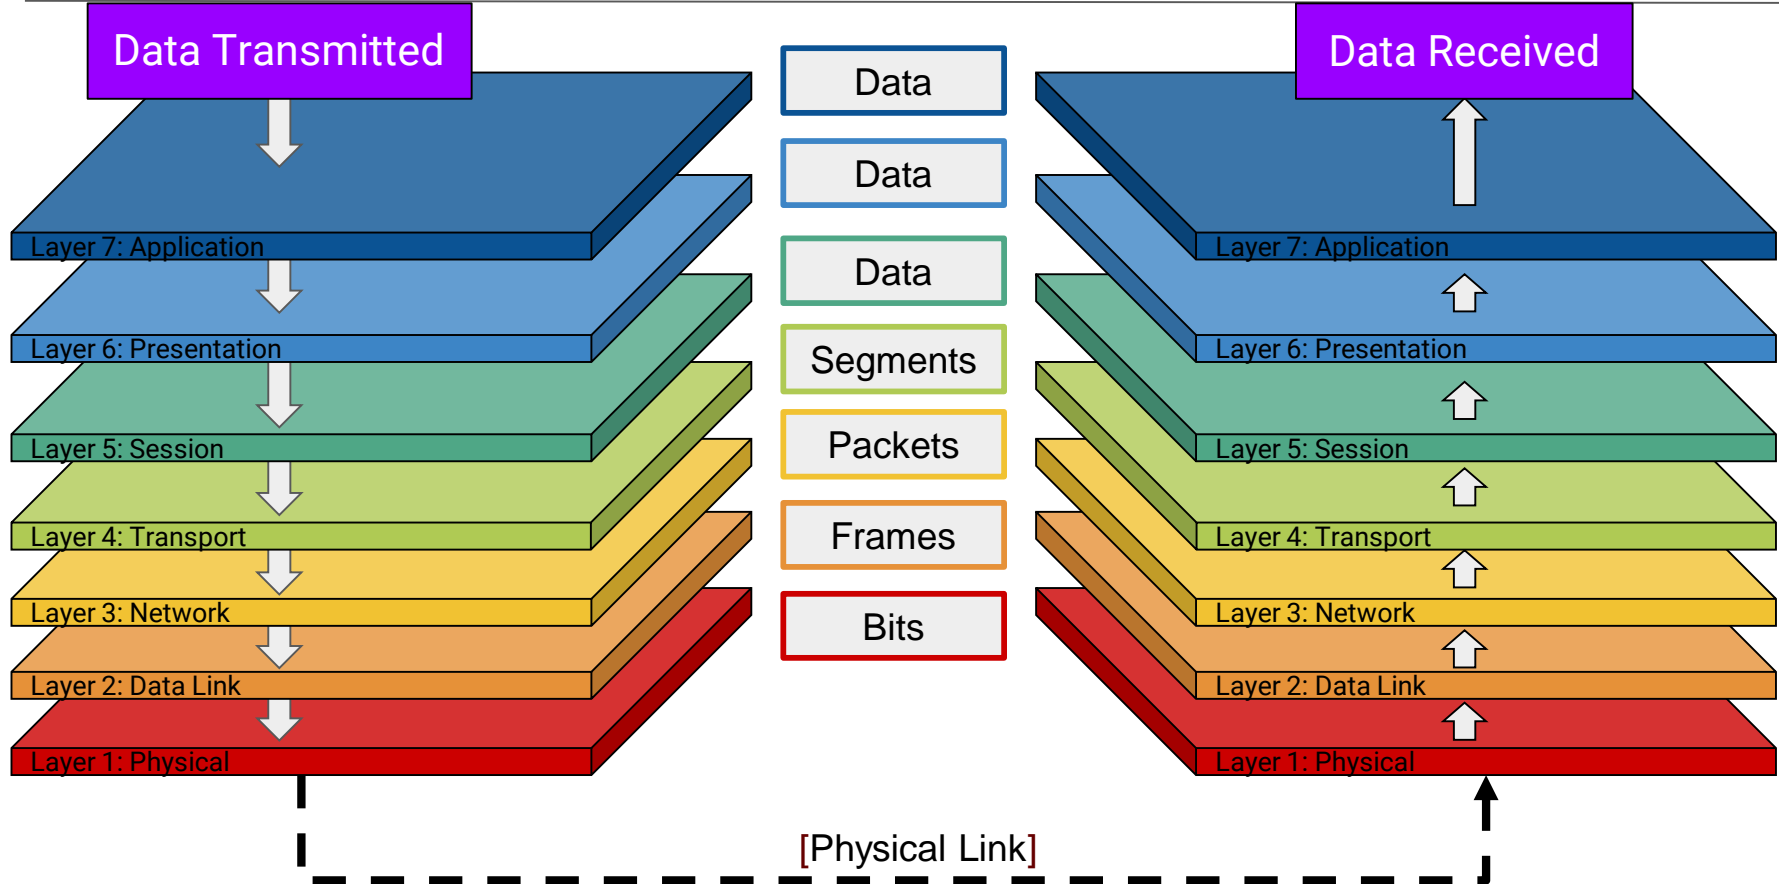 Data Transmitted
Data Received
Data
Data
Data
Segments
Packets
Frames
Bits
Layer 7: Application
Layer 6: Presentation
Layer 5: Session
Layer 4: Transport
Layer 3: Network
Layer 2: Data Link
Layer 1: Physical
Layer 7: Application
Layer 6: Presentation
Layer 5: Session
Layer 4: Transport
Layer 3: Network
Layer 2: Data Link
Layer 1: Physical
[Physical Link]